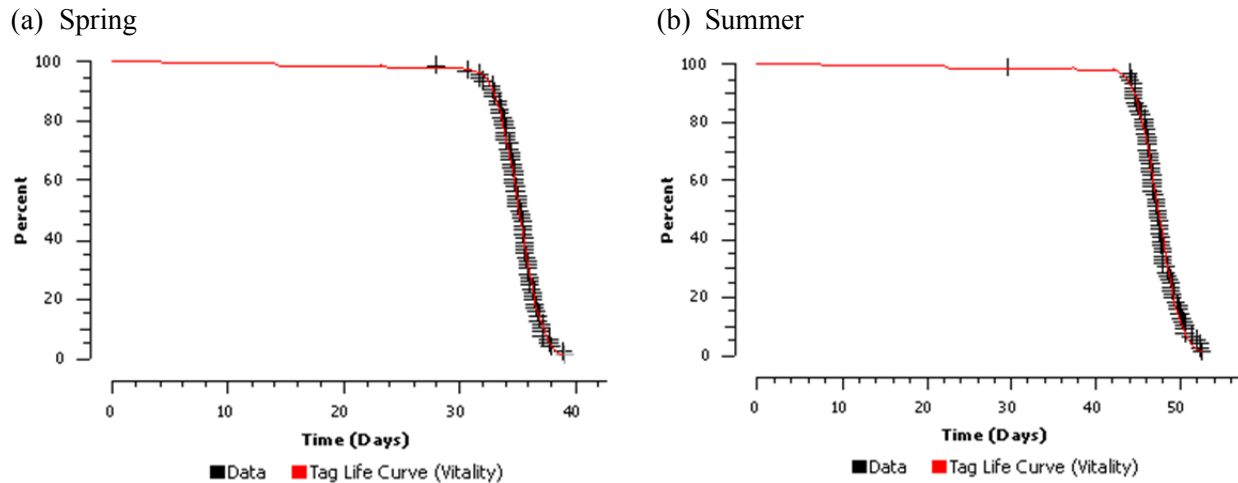 (a) Spring
100
80
60
40
20
0
Percent
0 10 20 30 40
Time (Days)
Data Tag Life Curve (Vitality)
(b) Summer
100
80
60
40
20
0
Percent
0 10 20 30 40 50
Time (Days)
Data Tag Life Curve (Vitality)